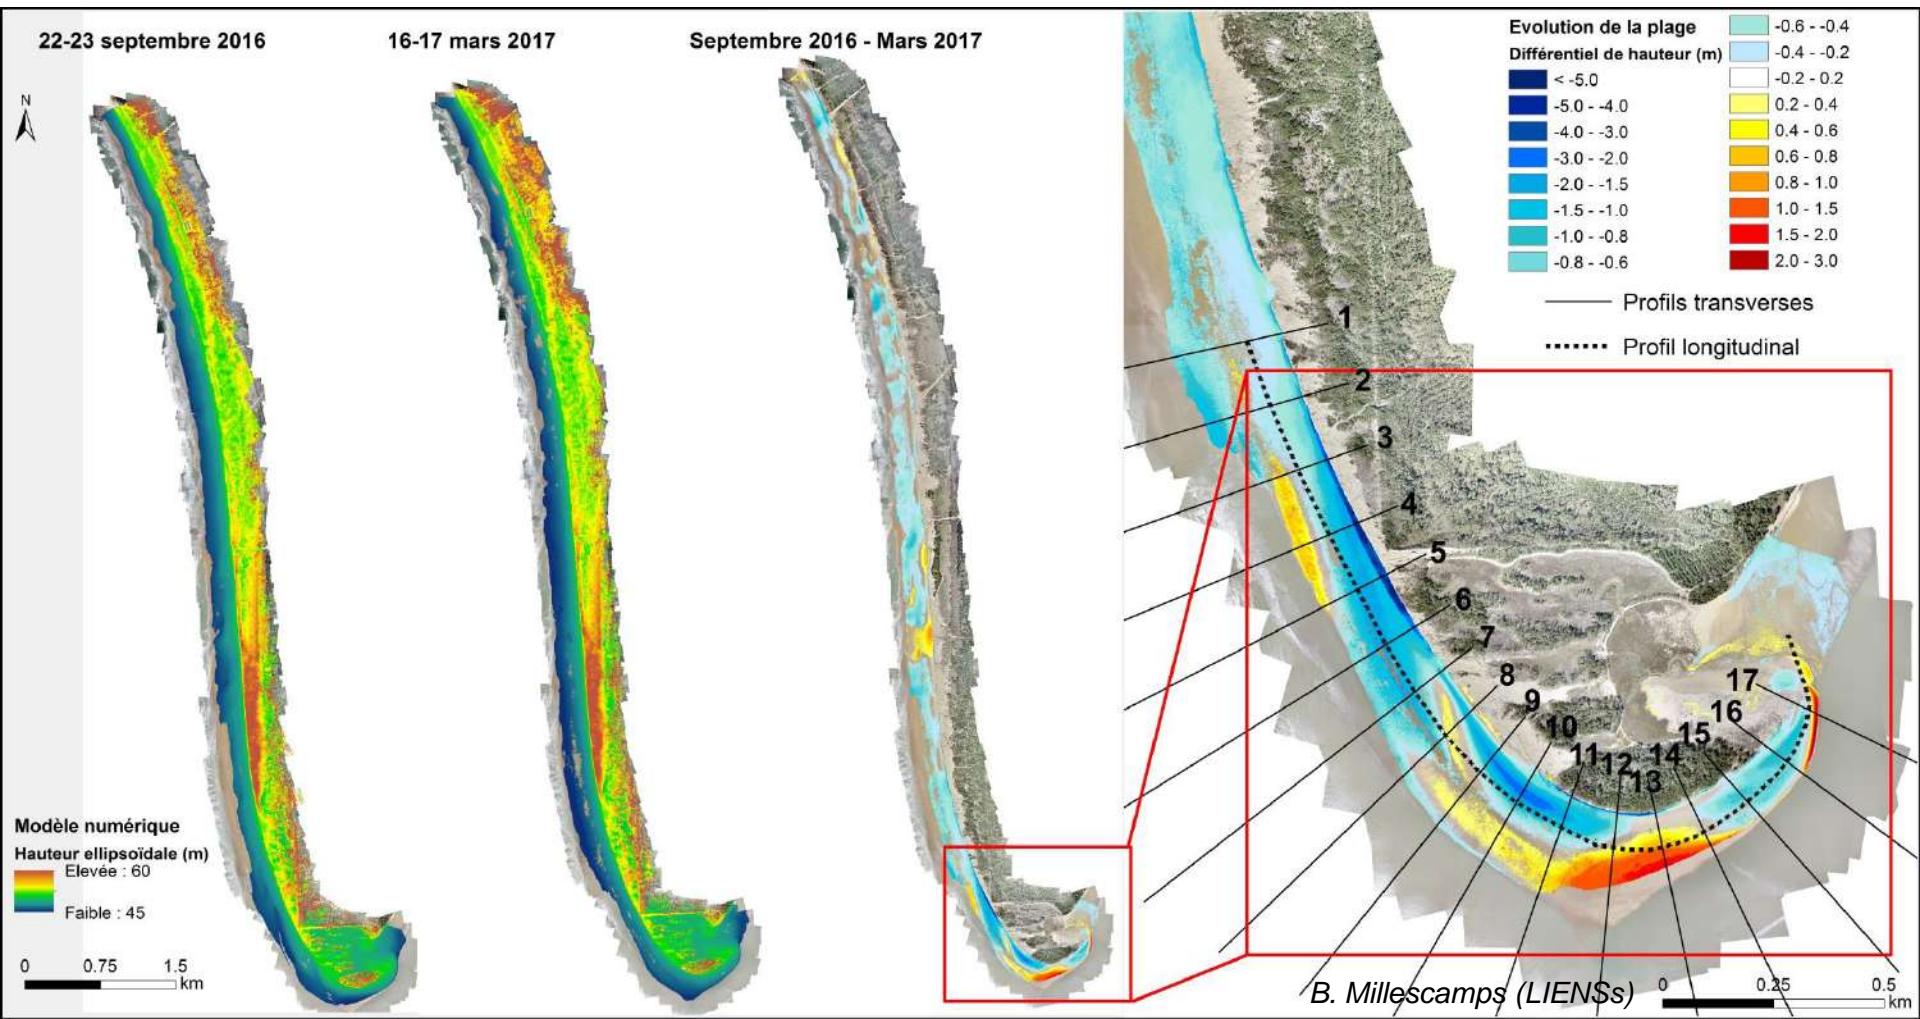 22-23 septembre 2016
16-17 mars 2017
Septembre 2016 - Mars 2017
N
Modèle numérique
Hauteur ellipsoïdale (m)
Elevée : 60
Faible : 45
0 0.75 1.5
km
Evolution de la plage
Différentiel de hauteur (m)
< -5.0
-5.0 - -4.0
-4.0 - -3.0
-3.0 - -2.0
-2.0 - -1.5
-1.5 - -1.0
-1.0 - -0.8
-0.8 - -0.6
-0.6 - -0.4
-0.4 - -0.2
-0.2 - 0.2
0.2 - 0.4
0.4 - 0.6
0.6 - 0.8
0.8 - 1.0
1.0 - 1.5
1.5 - 2.0
2.0 - 3.0
Profils transverses
Profil longitudinal
1
2
3
4
5
6
7
8
9
10
11
12
13
14
15
16
17
B. Millescamps (LIENSs)
0 0.25 0.5
km